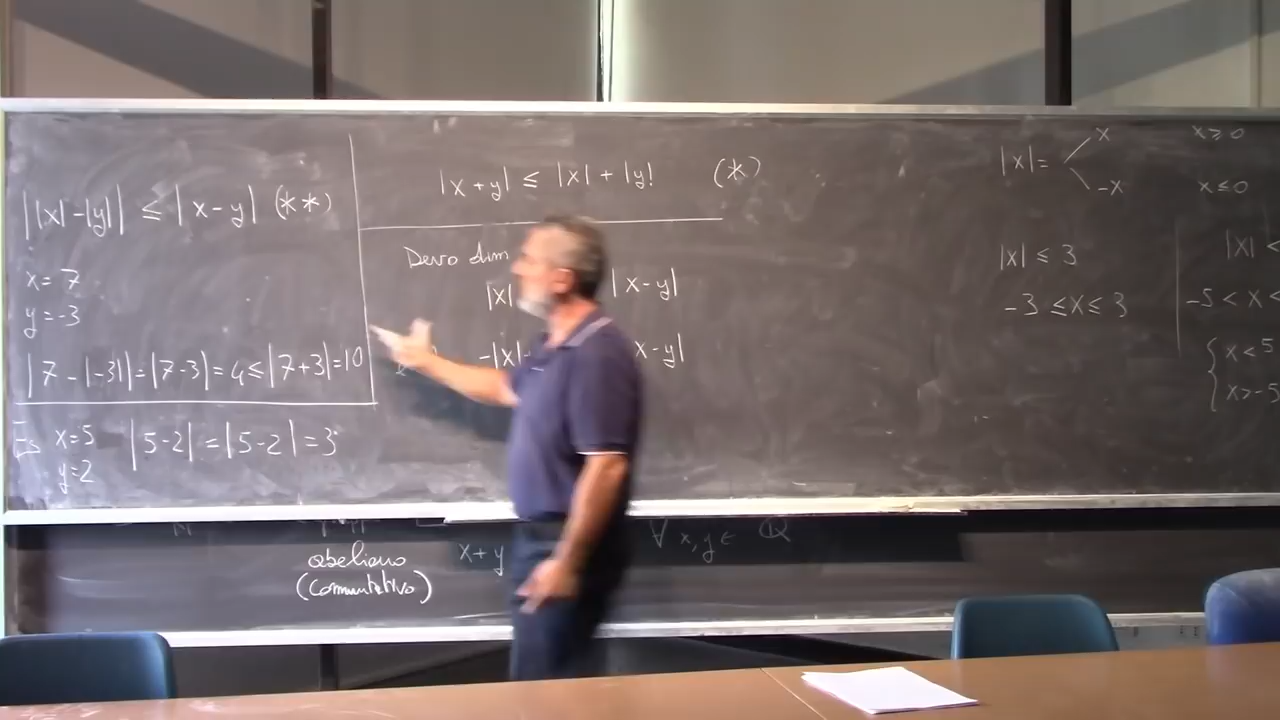 ||x|-|y|| ≤ |x-y| (**)
x=7
y=-3
|7-|-3||=|7-3|=4≤|7+3|=10
Es x=5 |5-2|=|5-2|=3
y=2
|x+y| ≤ |x|+|y| (*)
Devo dim
|x| |x-y|
-|x|- x-y|
|x|= x x≥0
-x x≤0
|x| ≤ 3
-3 ≤x≤ 3
|x| <
-5 < x <
x < 5
x>-5
abeliano
(commutativo)
x+y ∀ x,y ∈ Q